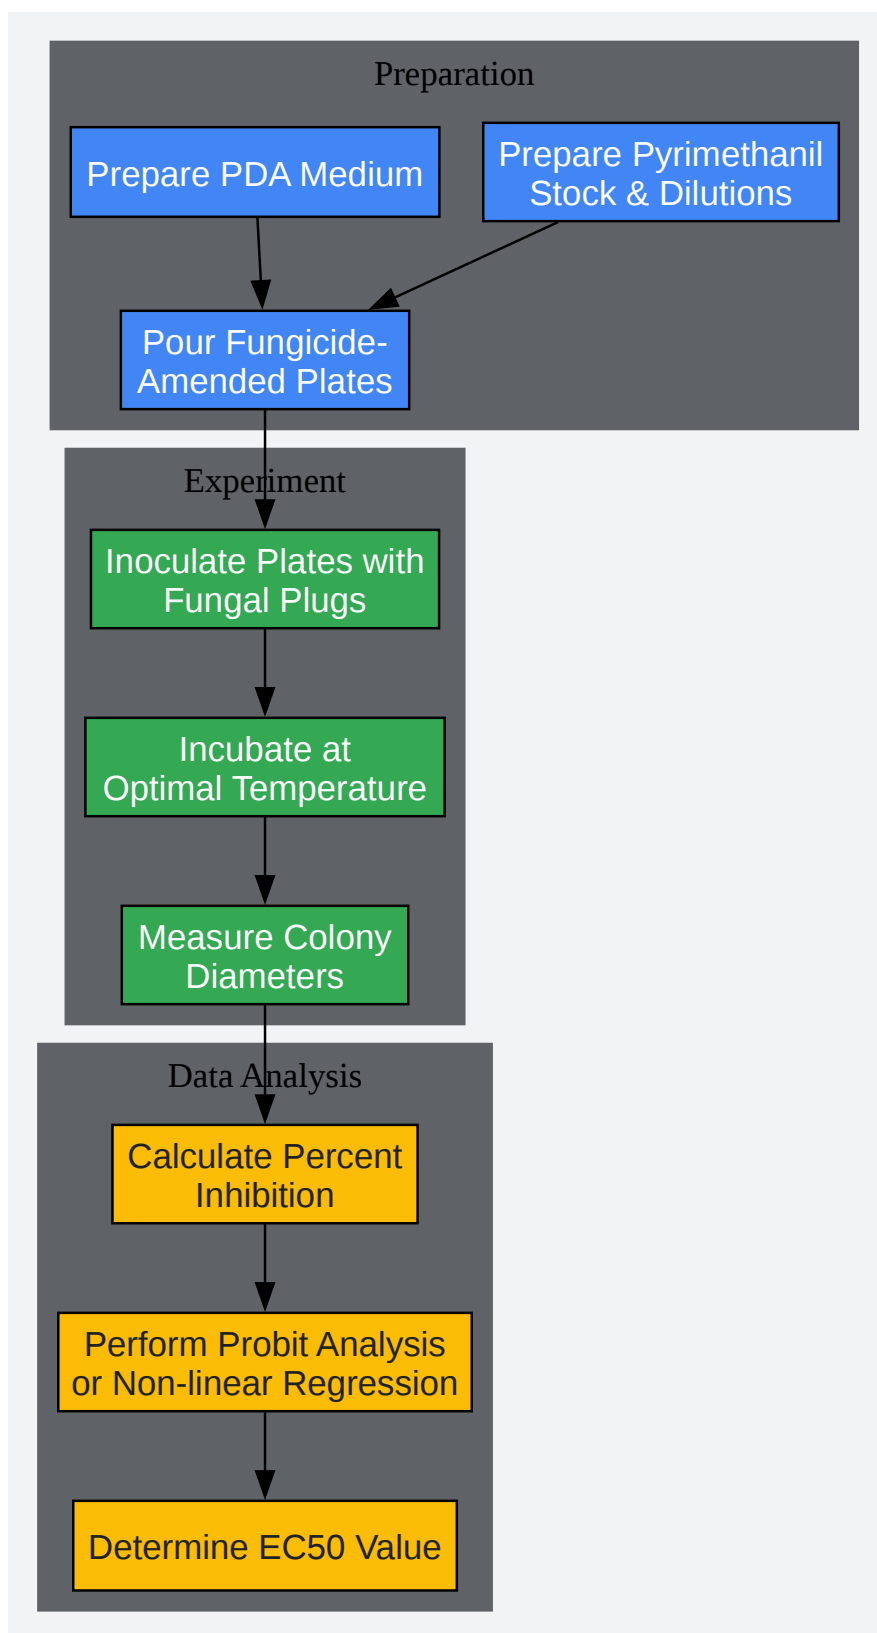 Preparation
Prepare PDA Medium
Prepare Pyrimethanil
Stock & Dilutions
Pour Fungicide-
Amended Plates
Experiment
Inoculate Plates with
Fungal Plugs
Incubate at
Optimal Temperature
Measure Colony
Diameters
Data Analysis
Calculate Percent
Inhibition
Perform Probit Analysis
or Non-linear Regression
Determine EC50 Value